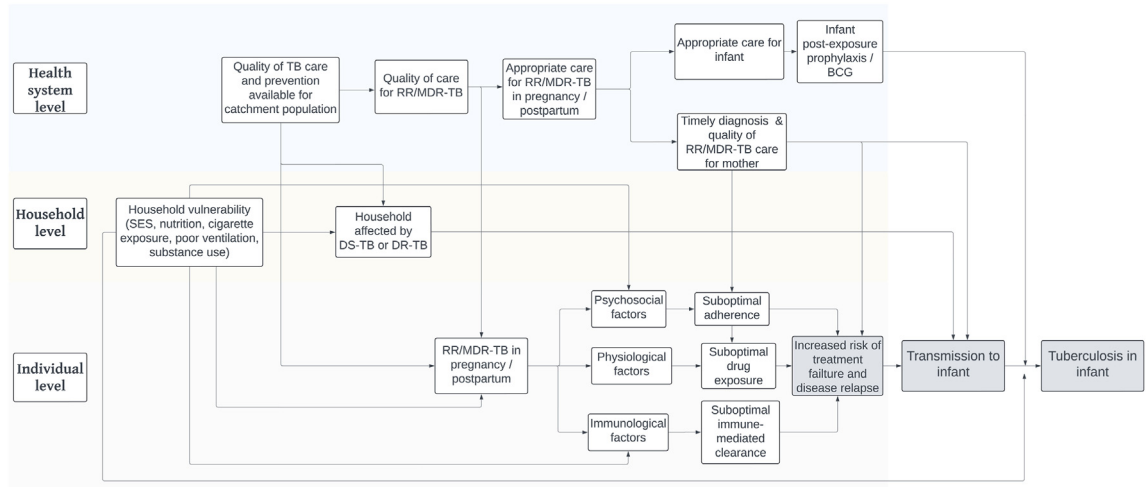 Health
system
level
Quality of TB care
and prevention
available for
catchment population
Quality of care
for RR/MDR-TB
Appropriate care
for RR/MDR-TB
in pregnancy /
postpartum
Appropriate care for
infant
Infant
post-exposure
prophylaxis /
BCG
Timely diagnosis &
quality of
RR/MDR-TB care
for mother
Household
level
Household vulnerability
(SES, nutrition, cigarette
exposure, poor ventilation,
substance use)
Household
affected by
DS-TB or DR-TB
Individual
level
RR/MDR-TB in
pregnancy /
postpartum
Psychosocial
factors
Suboptimal
adherence
Physiological
factors
Suboptimal
drug
exposure
Immunological
factors
Suboptimal
immune-
mediated
clearance
Increased risk of
treatment
failture and
disease relapse
Transmission to
infant
Tuberculosis in
infant